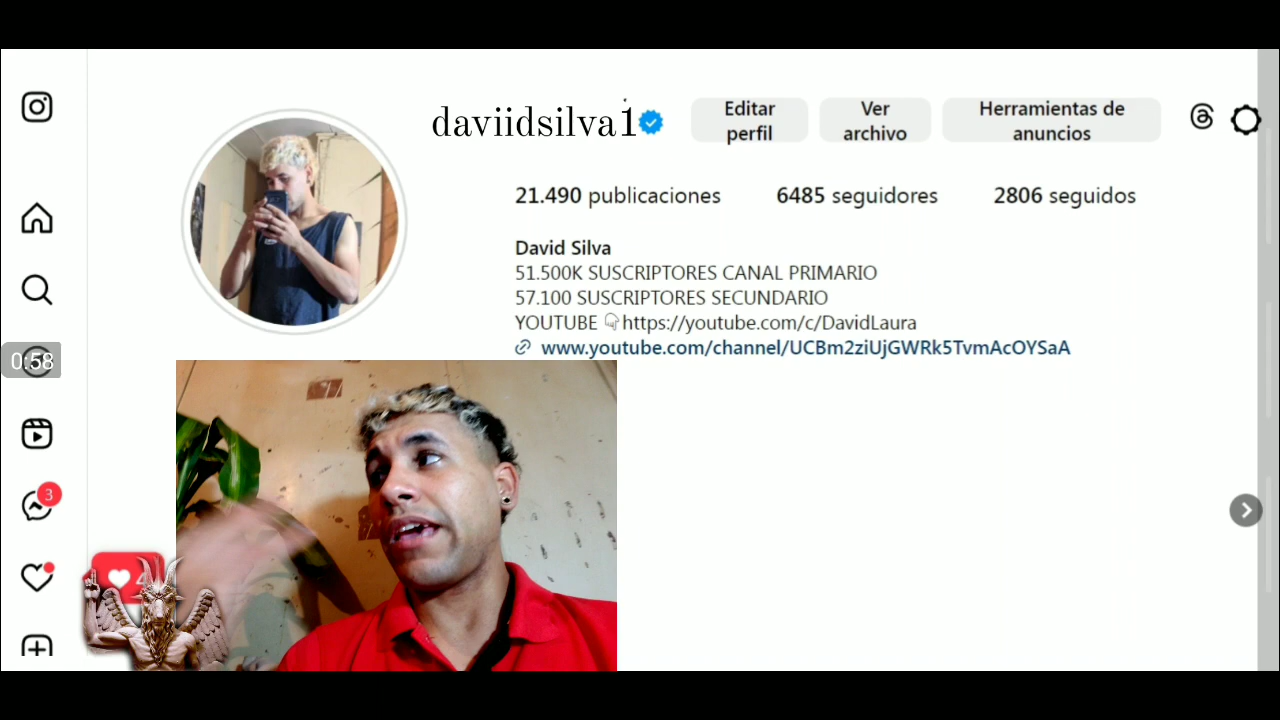 daviidsilva1
Editar perfil
Ver archivo
Herramientas de anuncios
21.490 publicaciones 6485 seguidores 2806 seguidos
David Silva
51.500K SUSCRIPTORES CANAL PRIMARIO
57.100 SUSCRIPTORES SECUNDARIO
YOUTUBE 👇https://youtube.com/c/DavidLaura
www.youtube.com/channel/UCBm2ziUjGWRk5TvmAcOYSaA
0:58
3